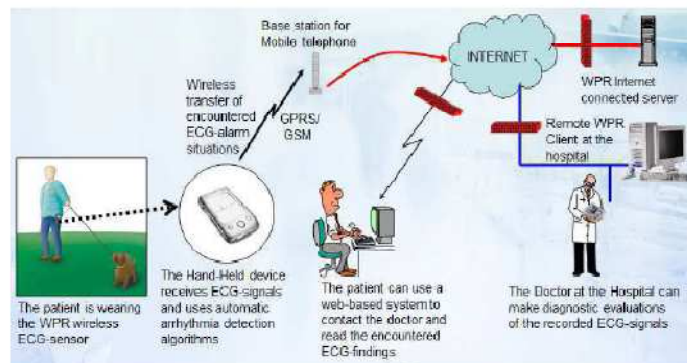 Base station for
Mobile telephone
Wireless
transfer of
encountered
ECG-alarm
situations
GPRS/
GSM
INTERNET
WPR Internet
connected server
Remote WPR
Client at the
hospital
The patient is wearing
the WPR wireless
ECG-sensor
The Hand-Held device
receives ECG-signals
and uses automatic
arrhythmia detection
algorithms
The patient can use a
web-based system to
contact the doctor and
read the encountered
ECG-findings
The Doctor at the Hospital can
make diagnostic evaluations
of the recorded ECG-signals